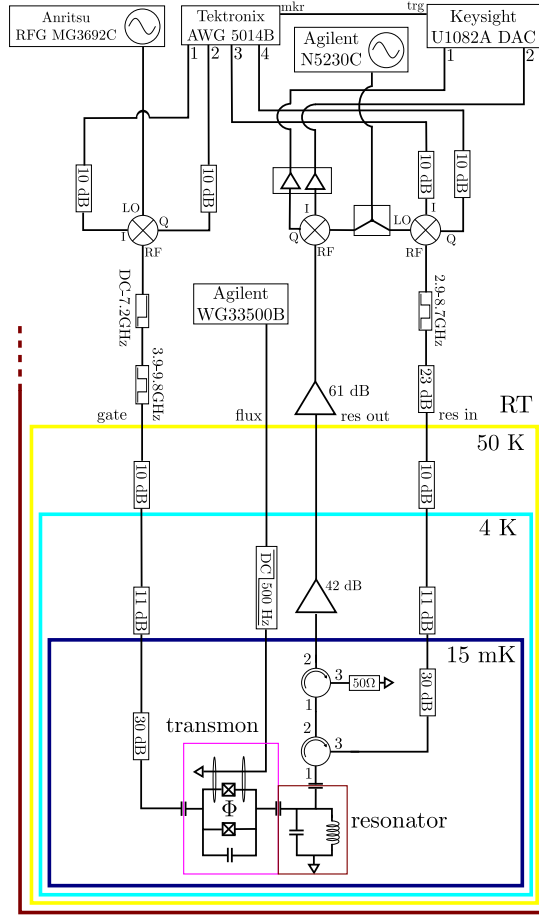 Anritsu
RFG MG3692C
Tektronix
AWG 5014B
mkr
trg
Keysight
U1082A DAC
Agilent
N5230C
1
2
3
4
1
2
10 dB
10 dB
10 dB
10 dB
LO
I
Q
RF
I
Q
RF
LO
I
Q
RF
DC-7.2GHz
3.9-9.8GHz
Agilent
WG33500B
2.9-8.7GHz
61 dB
23 dB
gate
flux
res out
res in
RT
50 K
10 dB
10 dB
4 K
DC
500 Hz
42 dB
11 dB
11 dB
15 mK
2
3
1
50Ω
30 dB
30 dB
transmon
2
3
1
Φ
resonator